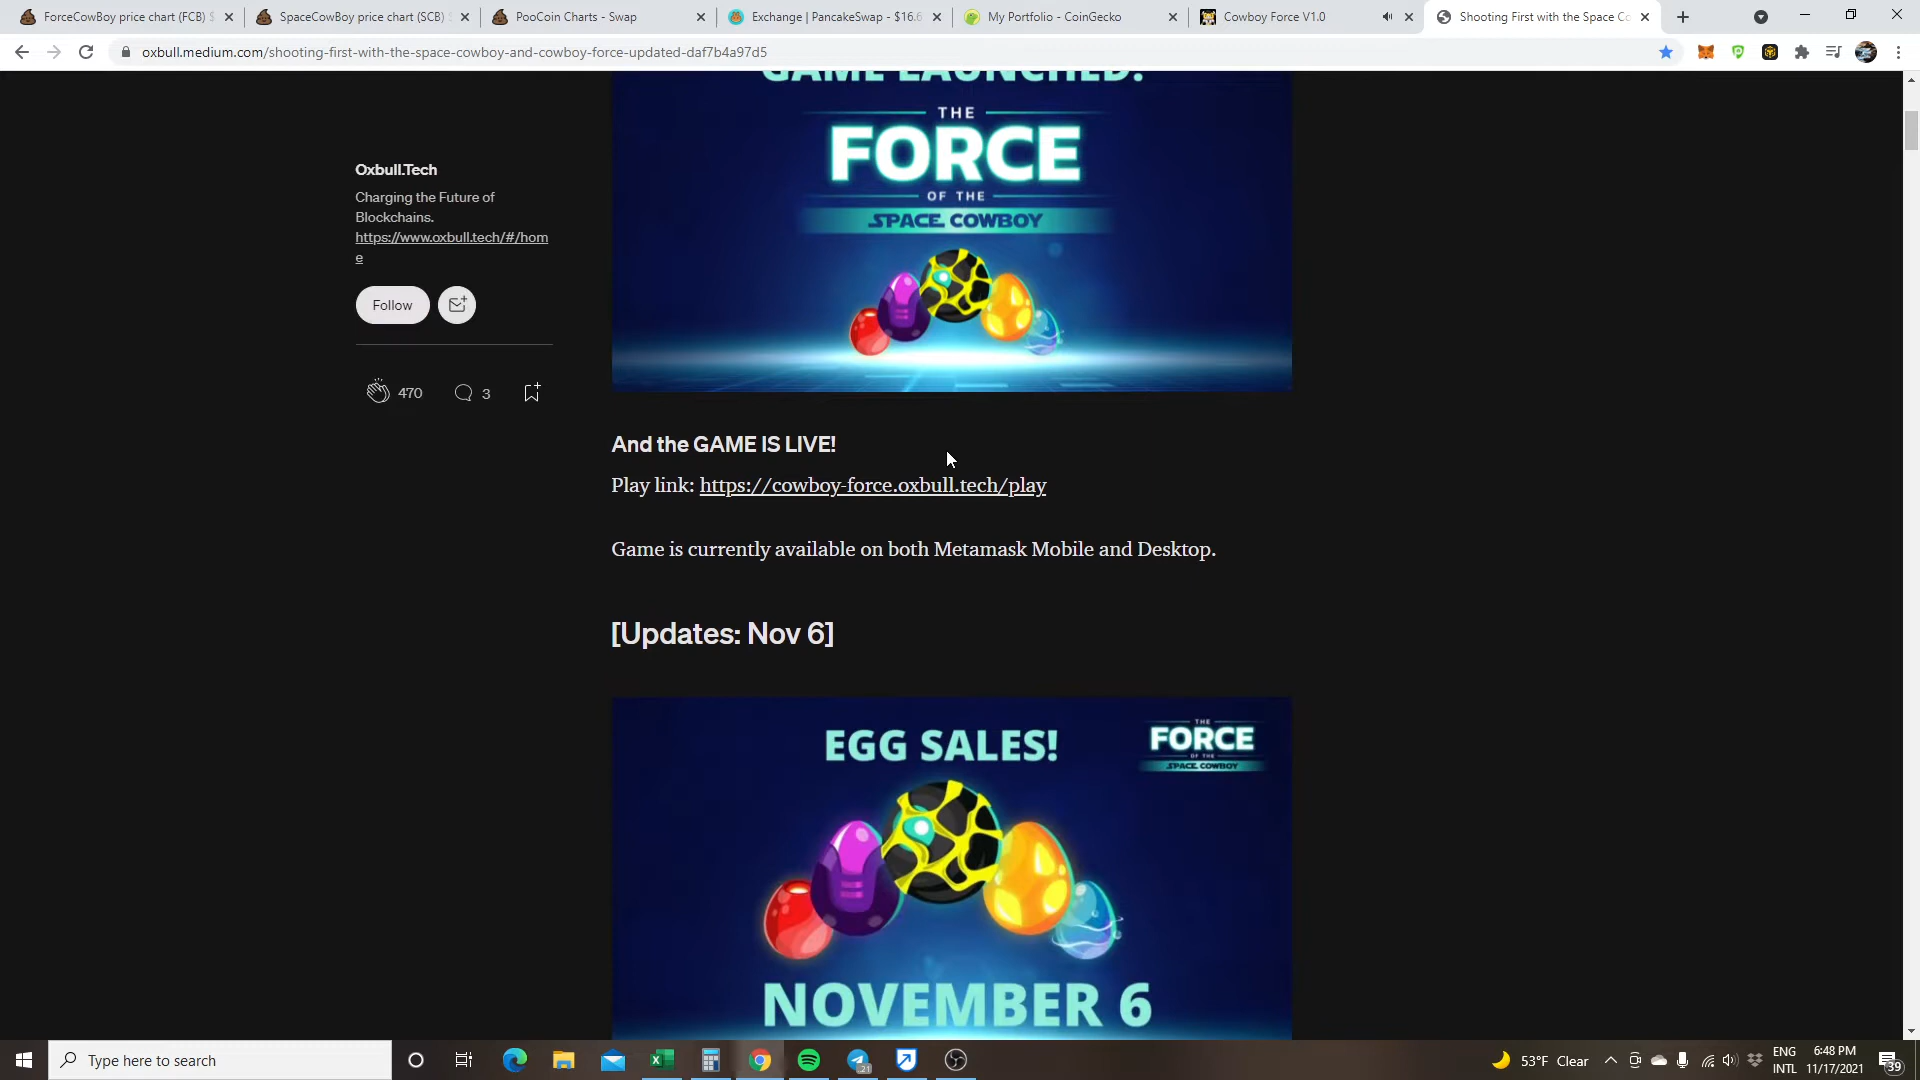 ForceCowBoy price chart (FCB)
SpaceCowBoy price chart (SCB)
PooCoin Charts - Swap
Exchange | PancakeSwap - $16.6
My Portfolio - CoinGecko
Cowboy Force V1.0
Shooting First with the Space Co
oxbull.medium.com/shooting-first-with-the-space-cowboy-and-cowboy-force-updated-daf7b4a97d5
GAME LAUNCHED!
THE
FORCE
OF THE
SPACE COWBOY
Oxbull.Tech
Charging the Future of
Blockchains.
https://www.oxbull.tech/#/hom
e
Follow
470
3
And the GAME IS LIVE!
Play link: https://cowboy-force.oxbull.tech/play
Game is currently available on both Metamask Mobile and Desktop.
[Updates: Nov 6]
EGG SALES!
THE
FORCE
OF THE
SPACE COWBOY
NOVEMBER 6
Type here to search
21
53°F Clear
ENG
INTL
6:48 PM
11/17/2021
39